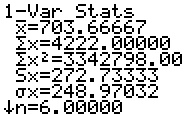 1-Var Stats
x̄=703.66667
Σx=4222.00000
Σx²=3342798.00
Sx=272.73333
σx=248.97032
↓n=6.00000